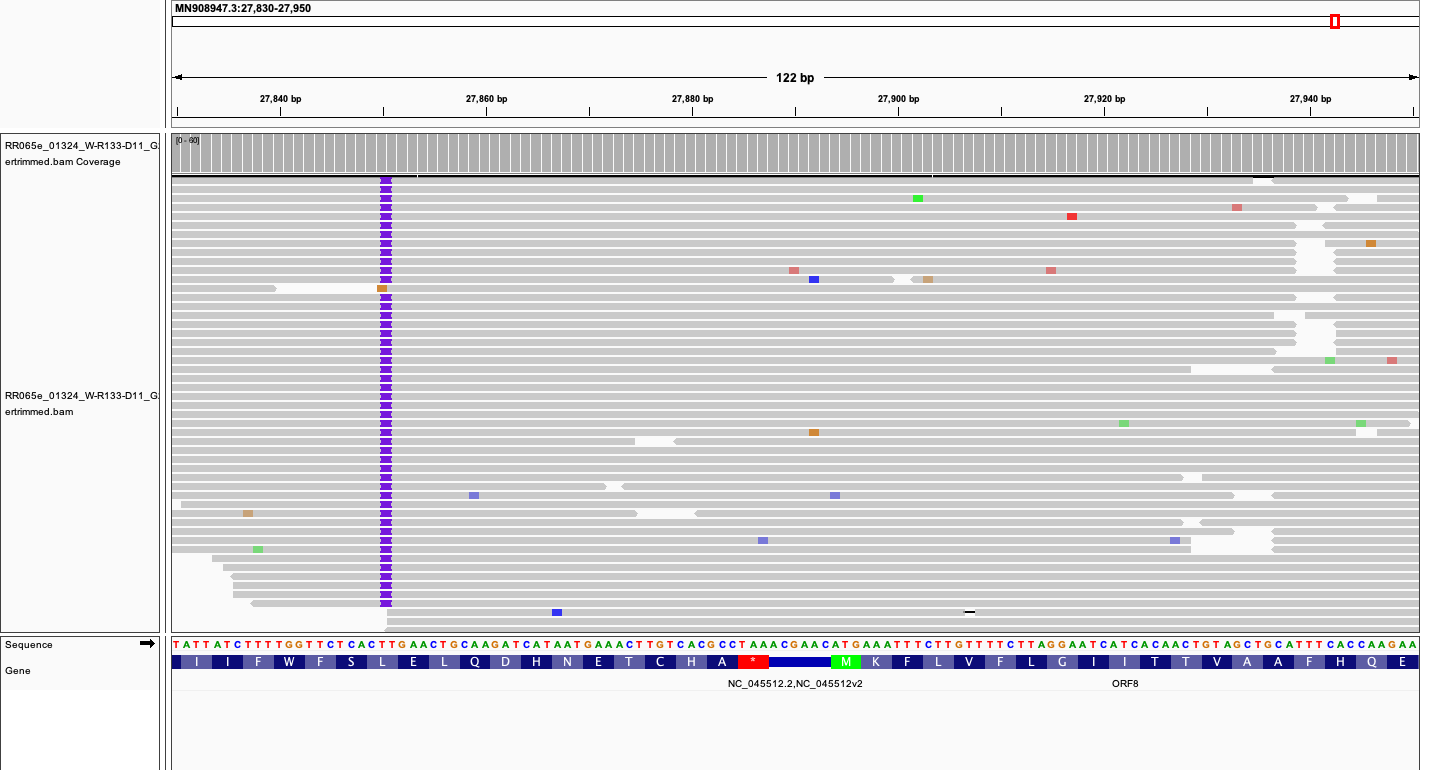 MN908947.3:27,830-27,950
122 bp
27,840 bp 27,860 bp 27,880 bp 27,900 bp 27,920 bp 27,940 bp
RR065e_01324_W-R133-D11_G
ertrimmed.bam Coverage
[0 - 60]
RR065e_01324_W-R133-D11_G
ertrimmed.bam
Sequence
TATTATCTTTTGGTTCTCACTTGAACTGCAAGATCATAATGAAACTTGTCACGCCTAAACGAACATGAAATTTCTTGTTTTCTTAGGAATCATCACAACTGTAGCTGCATTTCACCAAGAA
Gene
I I F W F S L E L Q D H N E T C H A * M K F L V F L G I I T T V A A F H Q E
NC_045512.2,NC_045512v2 ORF8